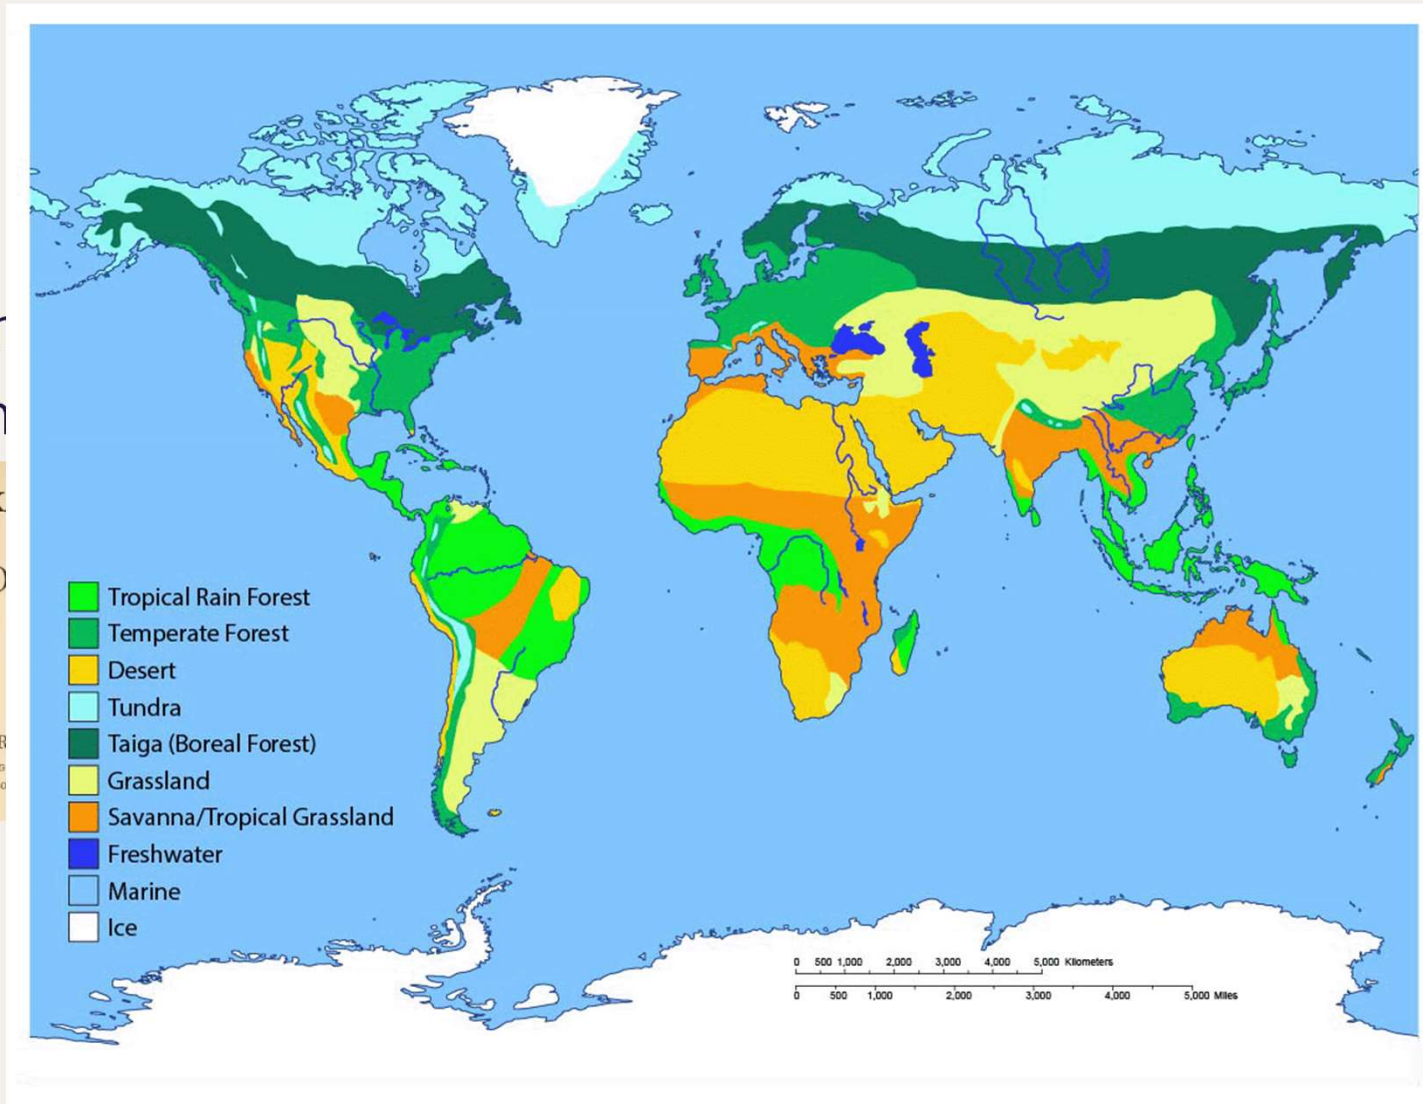 Tropical Rain Forest
Temperate Forest
Desert
Tundra
Taiga (Boreal Forest)
Grassland
Savanna/Tropical Grassland
Freshwater
Marine
Ice
0 500 1,000 2,000 3,000 4,000 5,000 Kilometers
0 500 1,000 2,000 3,000 4,000 5,000 Miles